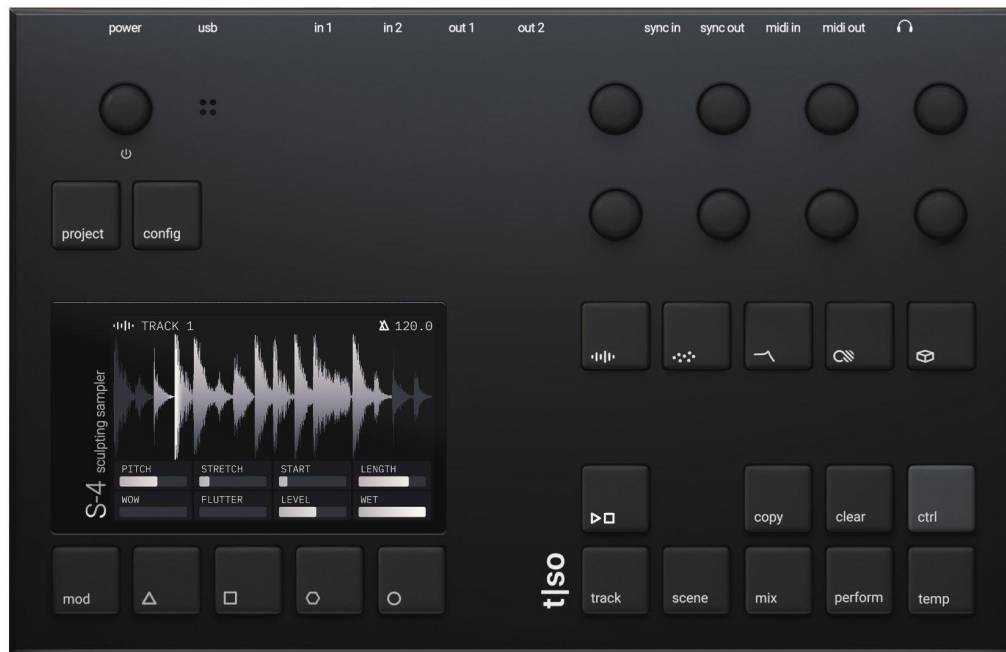 power usb in 1 in 2 out 1 out 2 sync in sync out midi in midi out
project config
TRACK 1 120.0
PITCH STRETCH START LENGTH
WOW FLUTTER LEVEL WET
S-4 sculpting sampler
copy clear ctrl
mod
t|so
track scene mix perform temp